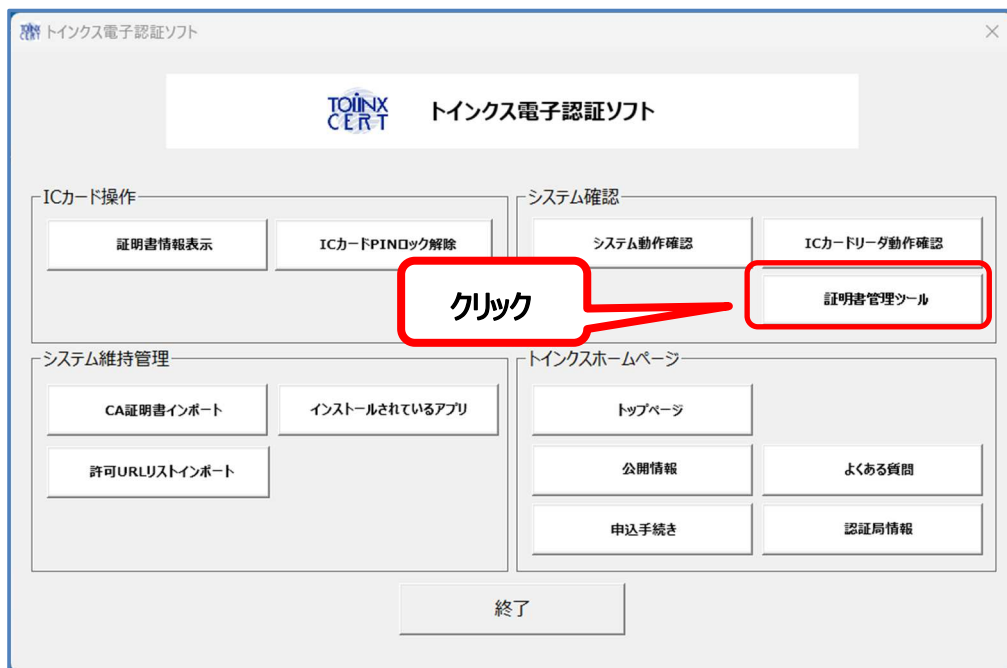 トインクス電子認証ソフト
TOINX
CERT
トインクス電子認証ソフト
ICカード操作
証明書情報表示
ICカードPINロック解除
システム確認
システム動作確認
ICカードリーダ動作確認
証明書管理ツール
クリック
システム維持管理
CA証明書インポート
インストールされているアプリ
許可URLリストインポート
トインクスホームページ
トップページ
公開情報
よくある質問
申込手続き
認証局情報
終了